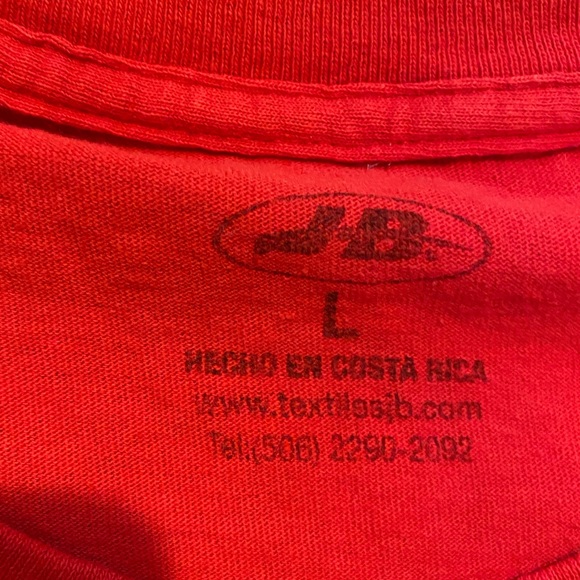 JB
L
HECHO EN COSTA RICA
www.textilesjb.com
Tel:(506) 2290-2092